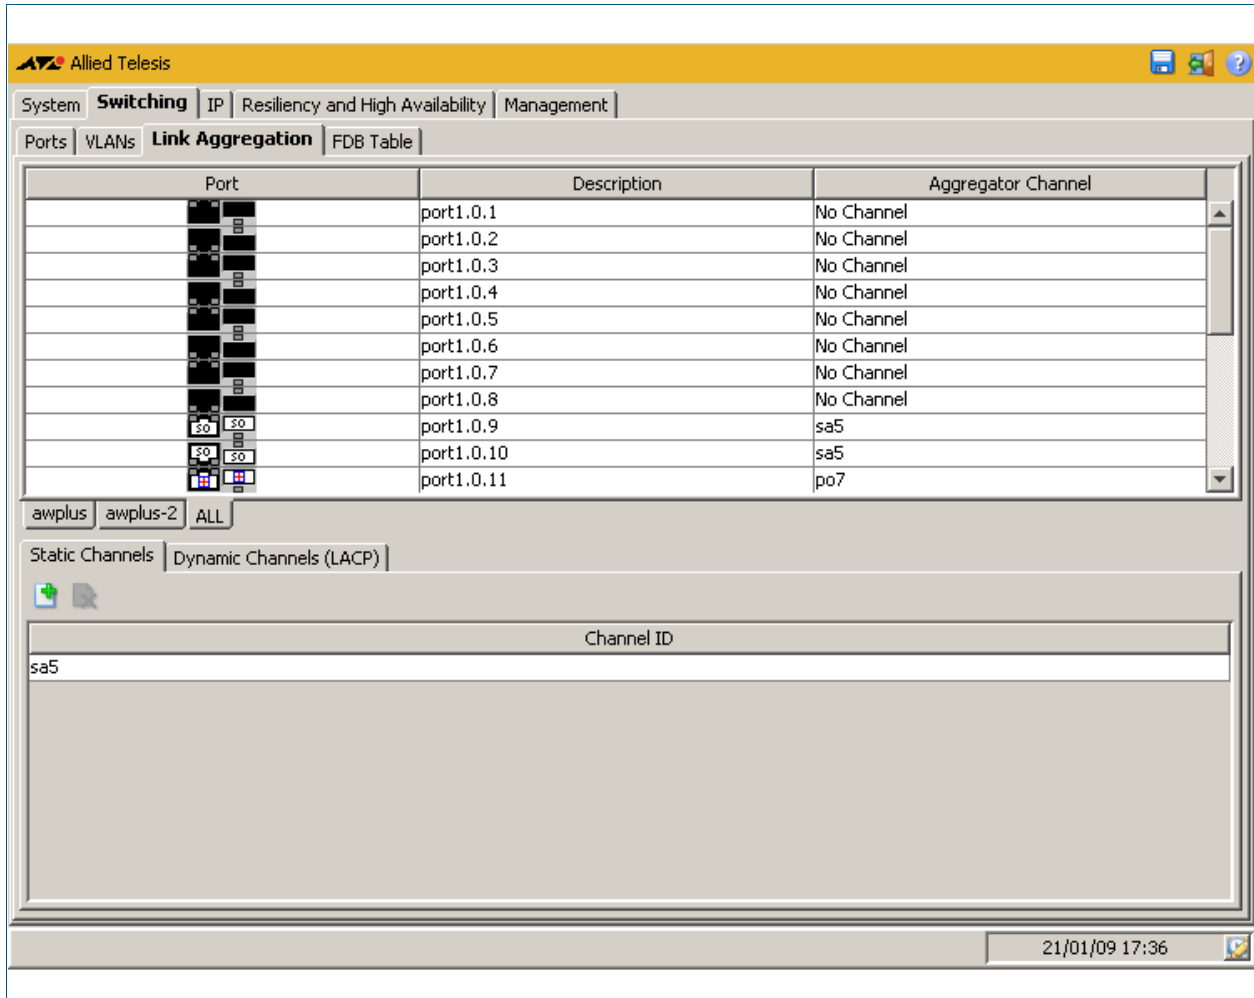 Allied Telesis
System Switching IP Resiliency and High Availability Management
Ports VLANs Link Aggregation FDB Table
Port Description Aggregator Channel
port1.0.1 No Channel
port1.0.2 No Channel
port1.0.3 No Channel
port1.0.4 No Channel
port1.0.5 No Channel
port1.0.6 No Channel
port1.0.7 No Channel
port1.0.8 No Channel
so so port1.0.9 sa5
so so port1.0.10 sa5
port1.0.11 po7
awplus awplus-2 ALL
Static Channels Dynamic Channels (LACP)
Channel ID
sa5
21/01/09 17:36